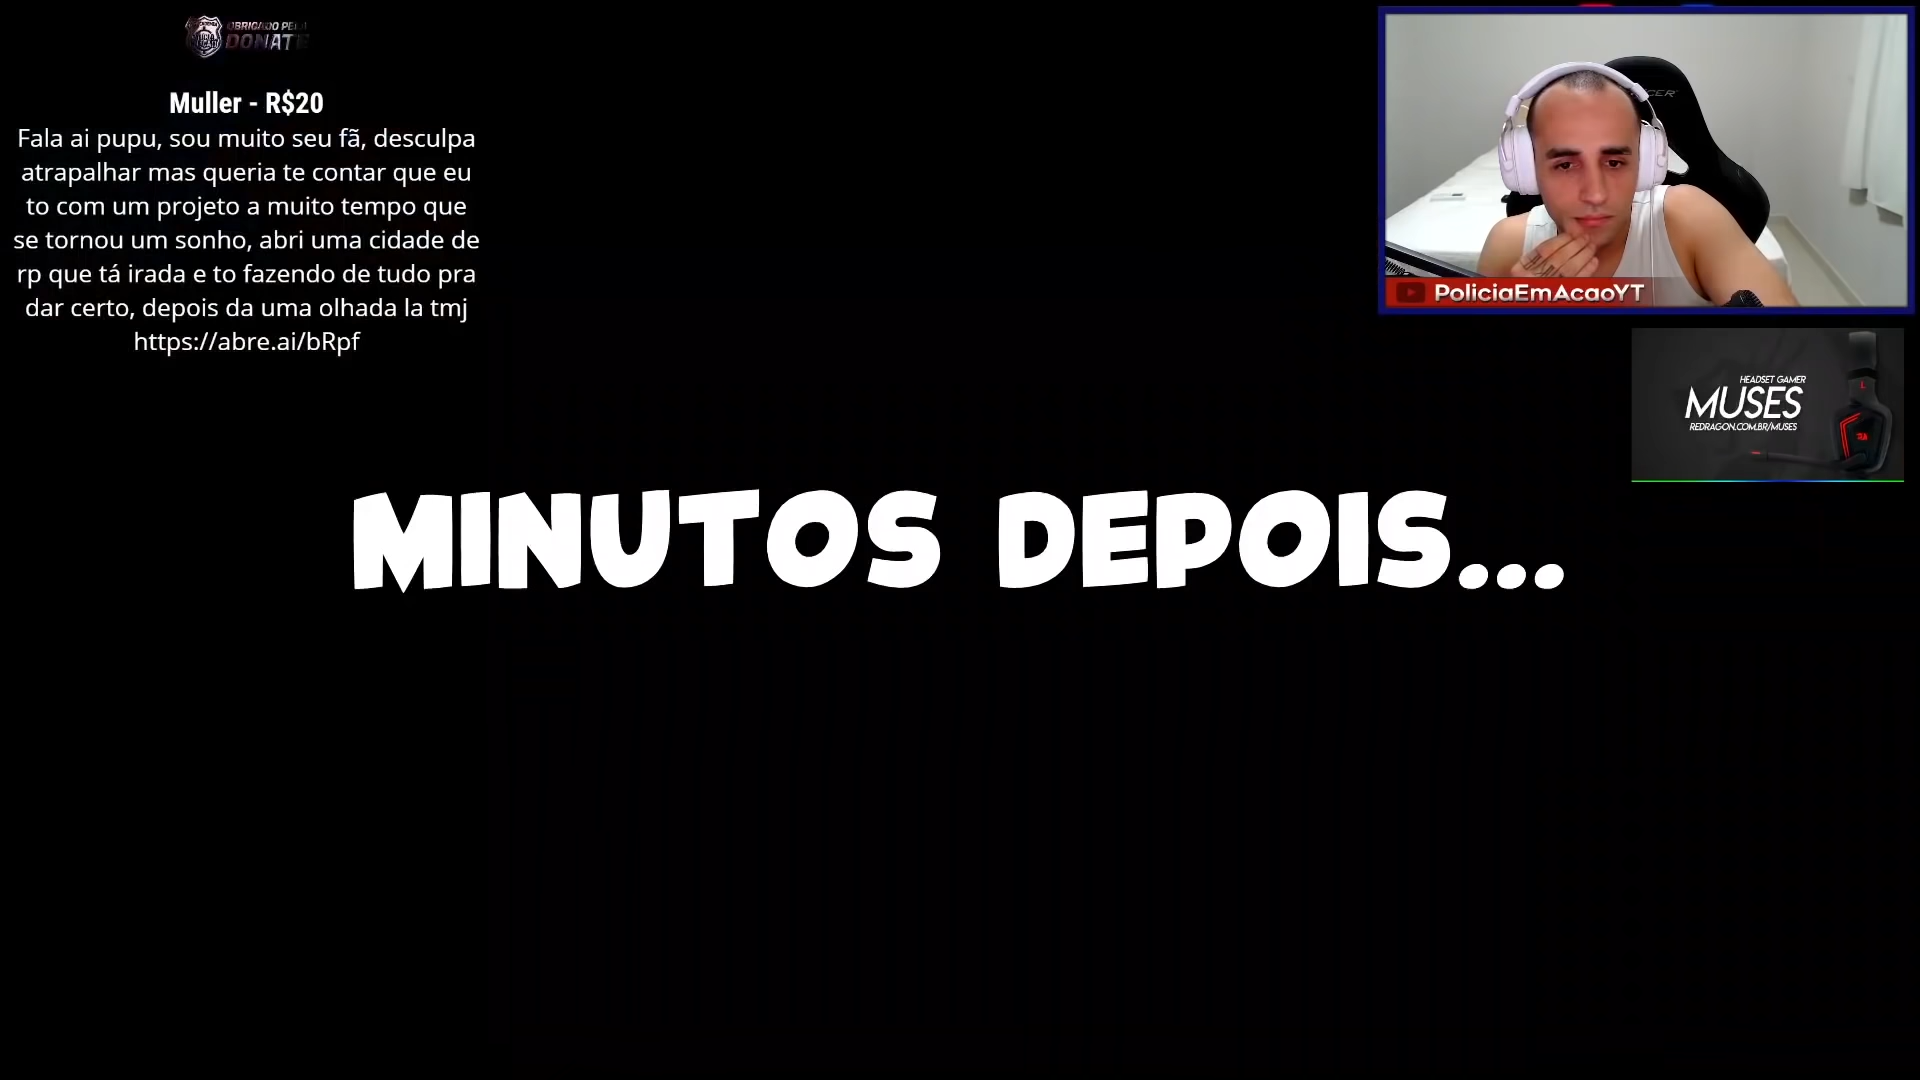 OBRIGADO PELO
DONATE
Muller - R$20
Fala ai pupu, sou muito seu fã, desculpa
atrapalhar mas queria te contar que eu
to com um projeto a muito tempo que
se tornou um sonho, abri uma cidade de
rp que tá irada e to fazendo de tudo pra
dar certo, depois da uma olhada la tmj
https://abre.ai/bRpf
PoliciaEmAcaoYT
HEADSET GAMER
MUSES
REDRAGON.COM.BR/MUSES
L
MINUTOS DEPOIS...